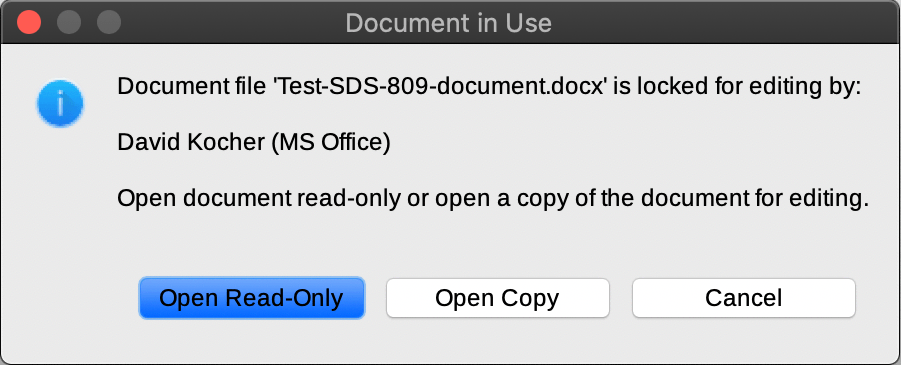 Document in Use
Document file 'Test-SDS-809-document.docx' is locked for editing by:
David Kocher (MS Office)
Open document read-only or open a copy of the document for editing.
Open Read-Only
Open Copy
Cancel